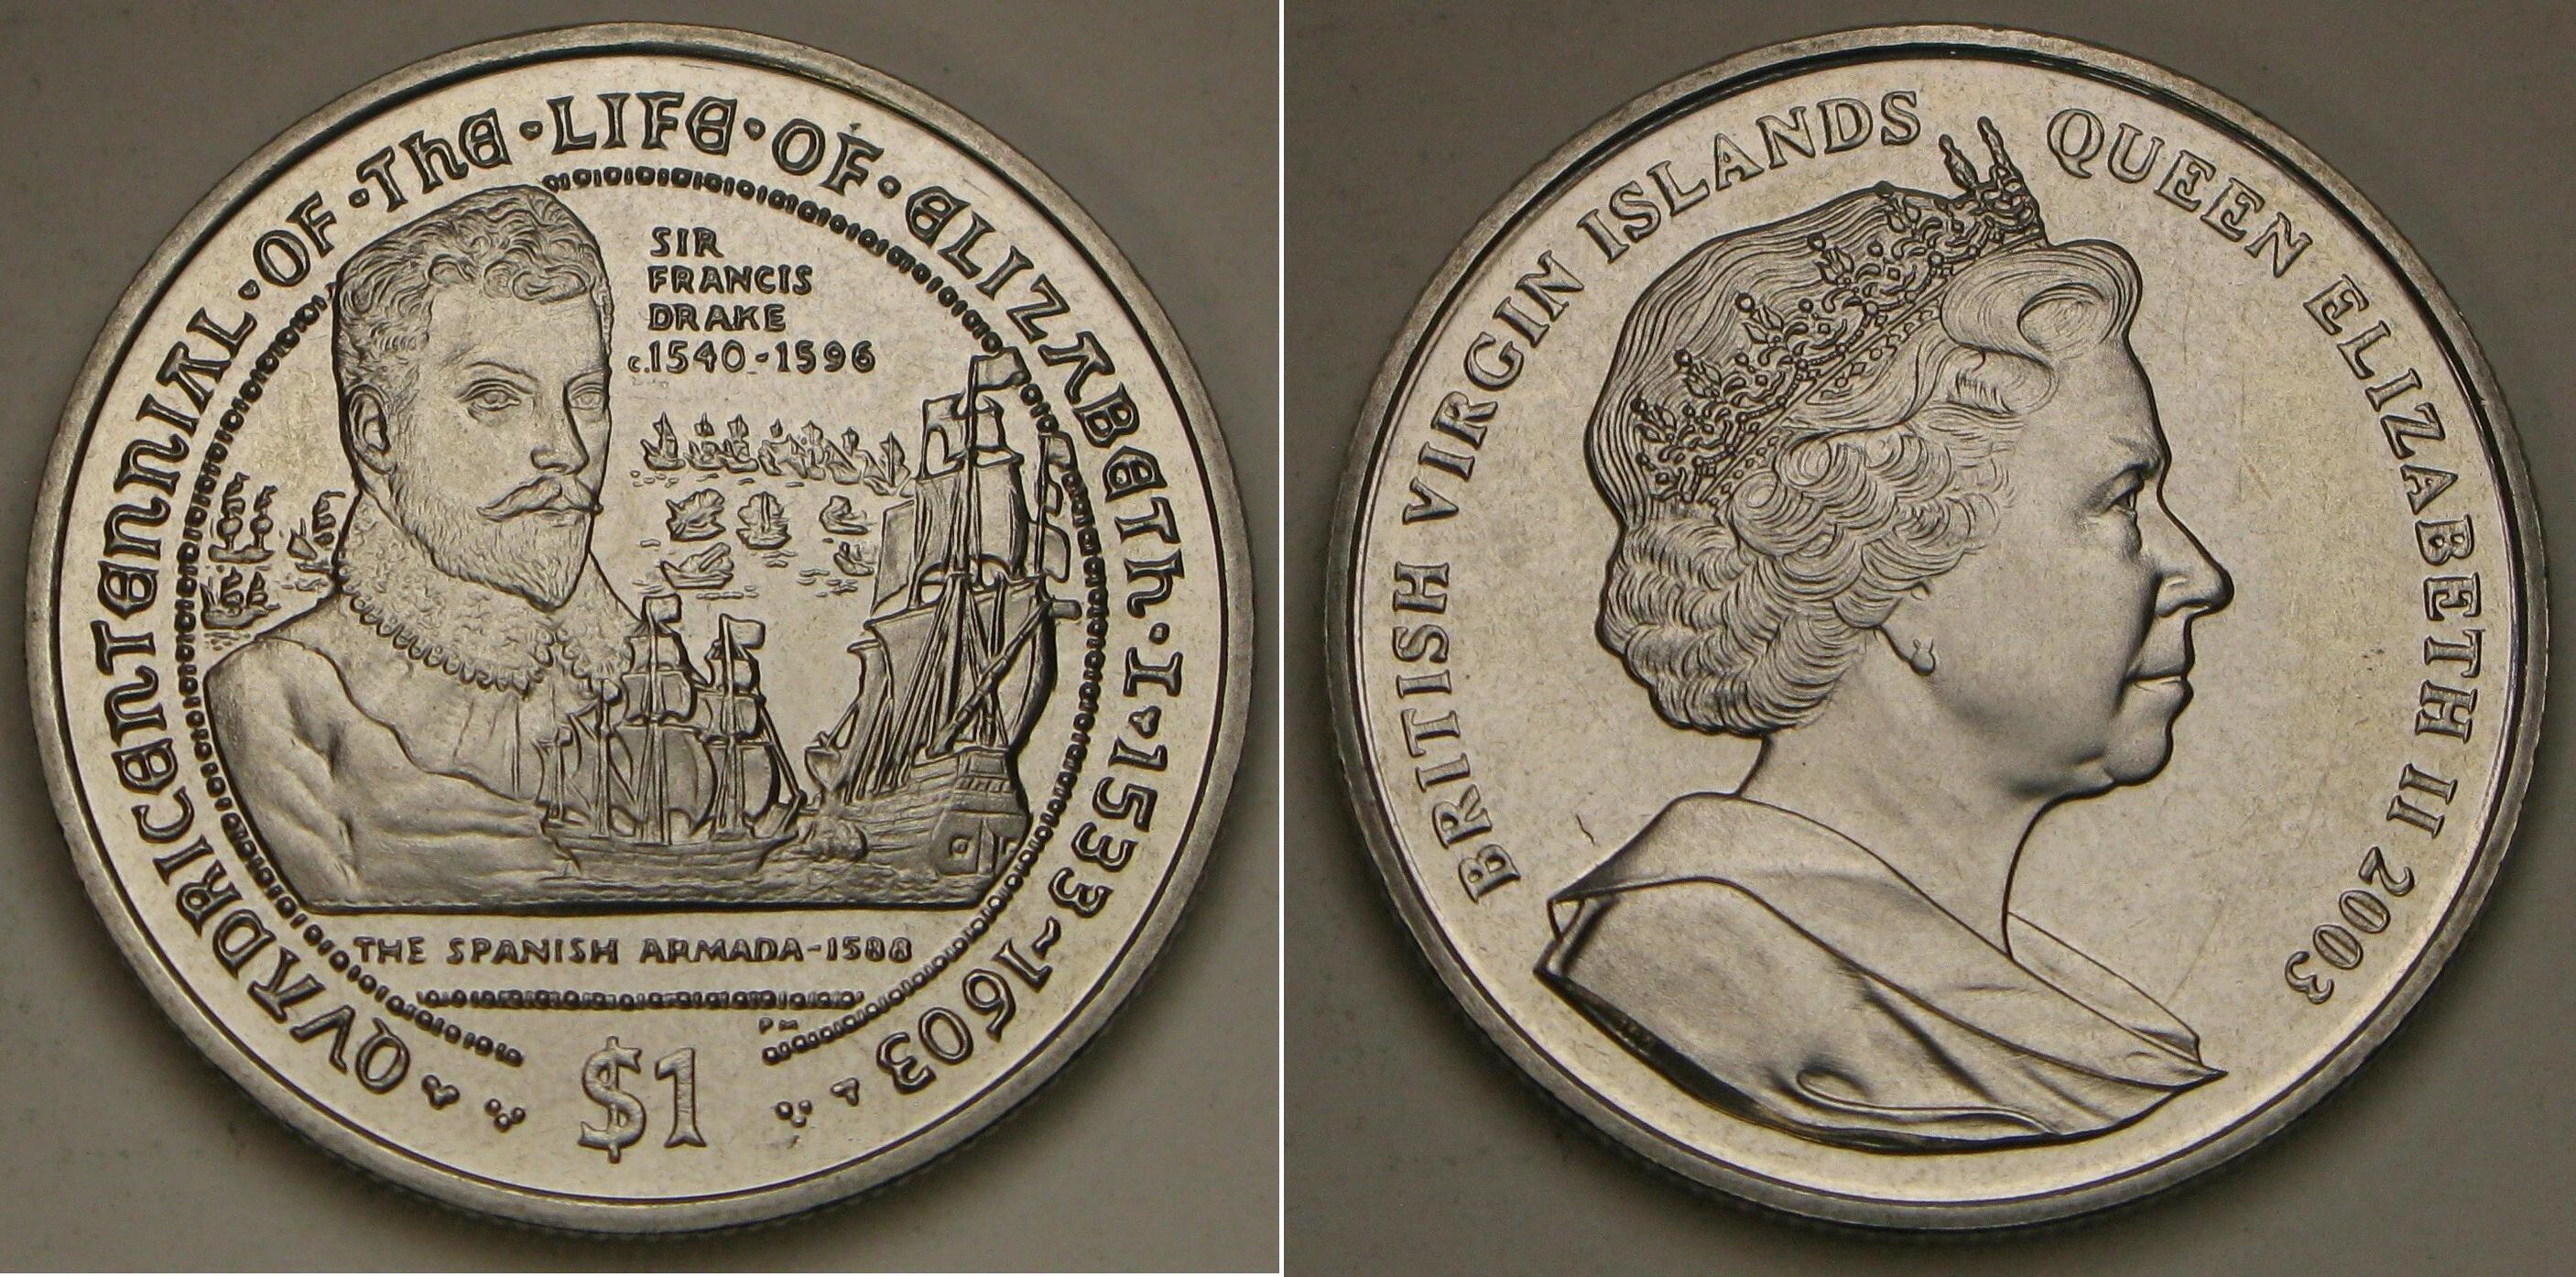 QVADRICENTENNIAL·OF·The·LIFE·OF·ELIZABETH·I·1533~1603
SIR
FRANCIS
DRAKE
c.1540-1596
THE SPANISH ARMADA-1588
PM
$1
BRITISH VIRGIN ISLANDS QUEEN ELIZABETH II 2003